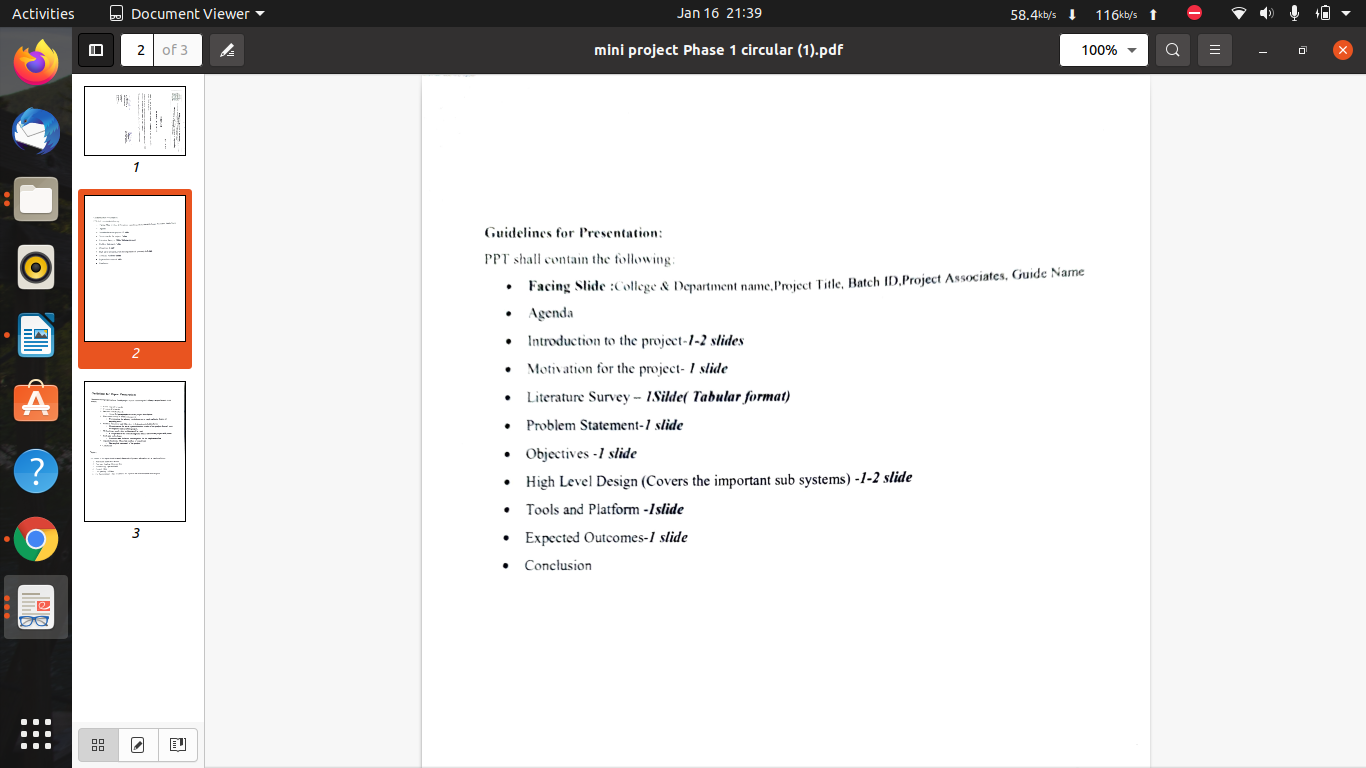 Activities
Document Viewer
Jan 16 21:39
58.4kb/s
116kb/s
2 of 3
mini project Phase 1 circular (1).pdf
100%
1
2
3
Guidelines for Presentation:
PPT shall contain the following:
• Facing Slide :College & Department name,Project Title, Batch ID,Project Associates, Guide Name
• Agenda
• Introduction to the project-1-2 slides
• Motivation for the project- 1 slide
• Literature Survey – 1Silde( Tabular format)
• Problem Statement-1 slide
• Objectives -1 slide
• High Level Design (Covers the important sub systems) -1-2 slide
• Tools and Platform -1slide
• Expected Outcomes-1 slide
• Conclusion